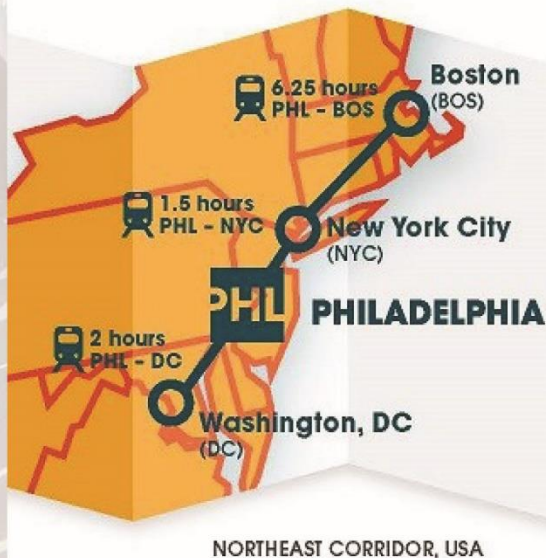 Boston
(BOS)
6.25 hours
PHL – BOS
1.5 hours
PHL – NYC
New York City
(NYC)
PHL
PHILADELPHIA
2 hours
PHL – DC
Washington, DC
(DC)
NORTHEAST CORRIDOR, USA